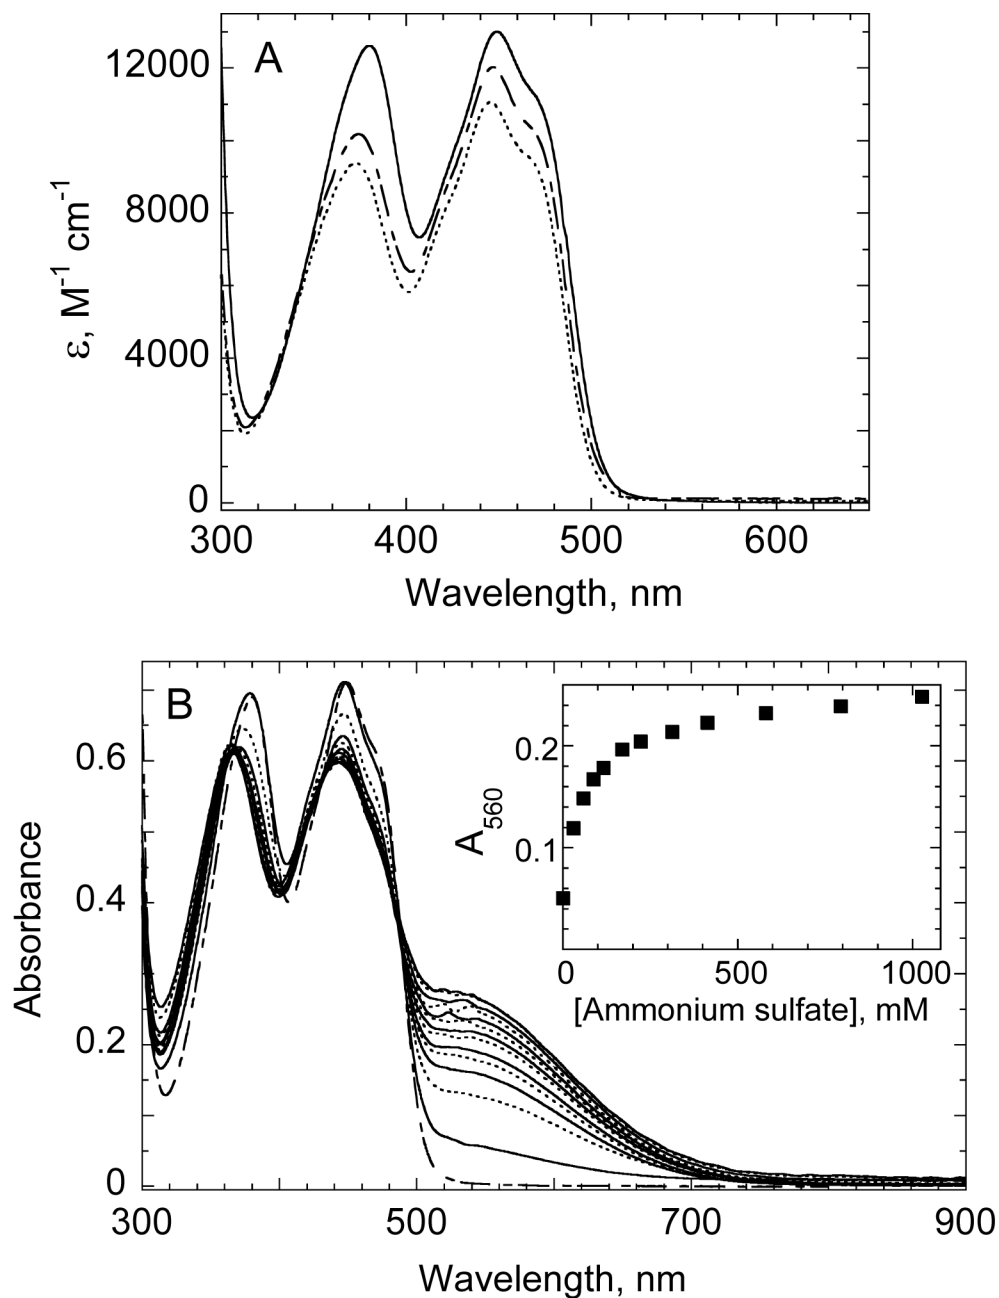 A
12000
8000
4000
0
ε, M⁻¹ cm⁻¹
300
400
500
600
Wavelength, nm
B
0.6
0.4
0.2
0
Absorbance
300
500
700
900
Wavelength, nm
0.2
0.1
A₅₆₀
0
500
1000
[Ammonium sulfate], mM